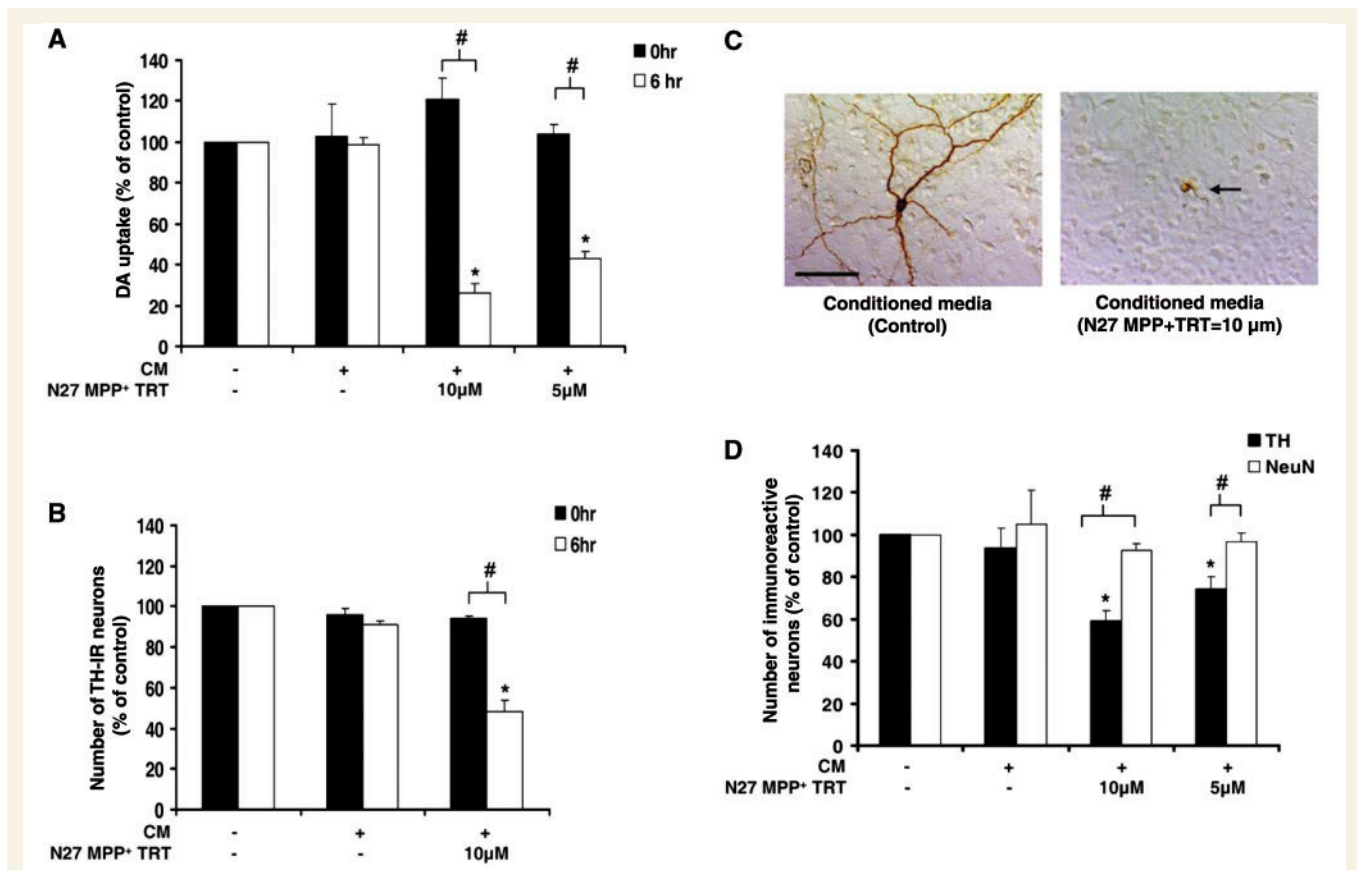 A
140
120
100
80
60
40
20
0
DA uptake (% of control)
0hr
6 hr
#
#
*
*
CM - + + +
N27 MPP⁺ TRT - - 10µM 5µM
B
140
120
100
80
60
40
20
0
Number of TH-IR neurons
(% of control)
0hr
6hr
#
*
CM - + +
N27 MPP⁺ TRT - - 10µM
C
Conditioned media
(Control)
Conditioned media
(N27 MPP+TRT=10 µm)
D
140
120
100
80
60
40
20
0
Number of immunoreactive
neurons (% of control)
TH
NeuN
#
#
*
*
CM - + + +
N27 MPP⁺ TRT - - 10µM 5µM